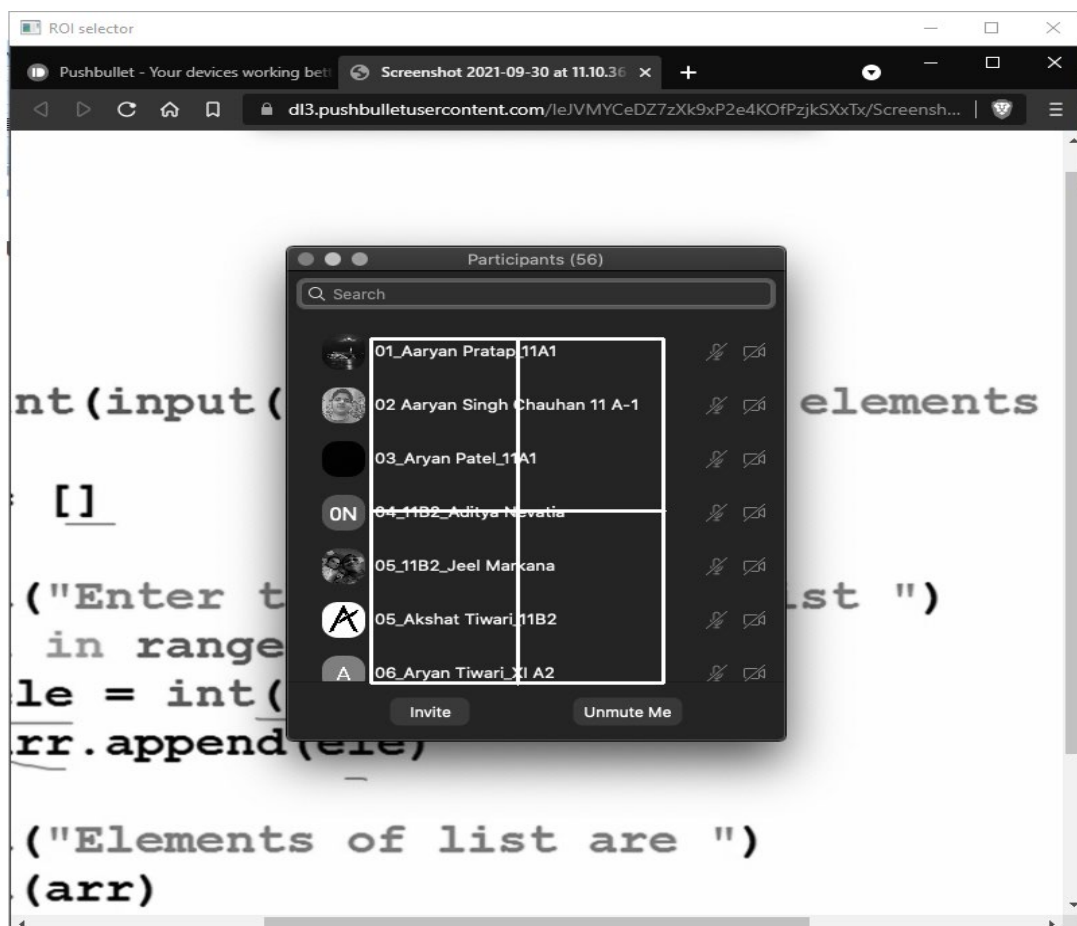 ROI selector
Pushbullet - Your devices working bet
Screenshot 2021-09-30 at 11.10.36
dl3.pushbulletusercontent.com/IeJVMYCeDZ7zXk9xP2e4KOfPzjkSXxTx/Screensh...
Participants (56)
Search
01_Aaryan Pratap_11A1
nt(input( elements
02 Aaryan Singh Chauhan 11 A-1
03_Aryan Patel_11A1
= []
ON 04_11B2_Aditya Nevatia
05_11B2_Jeel Markana
("Enter t st ")
05_Akshat Tiwari_11B2
in range
A 06_Aryan Tiwari_XI A2
le = int(
Invite Unmute Me
rr.append(ele)
("Elements of list are ")
(arr)